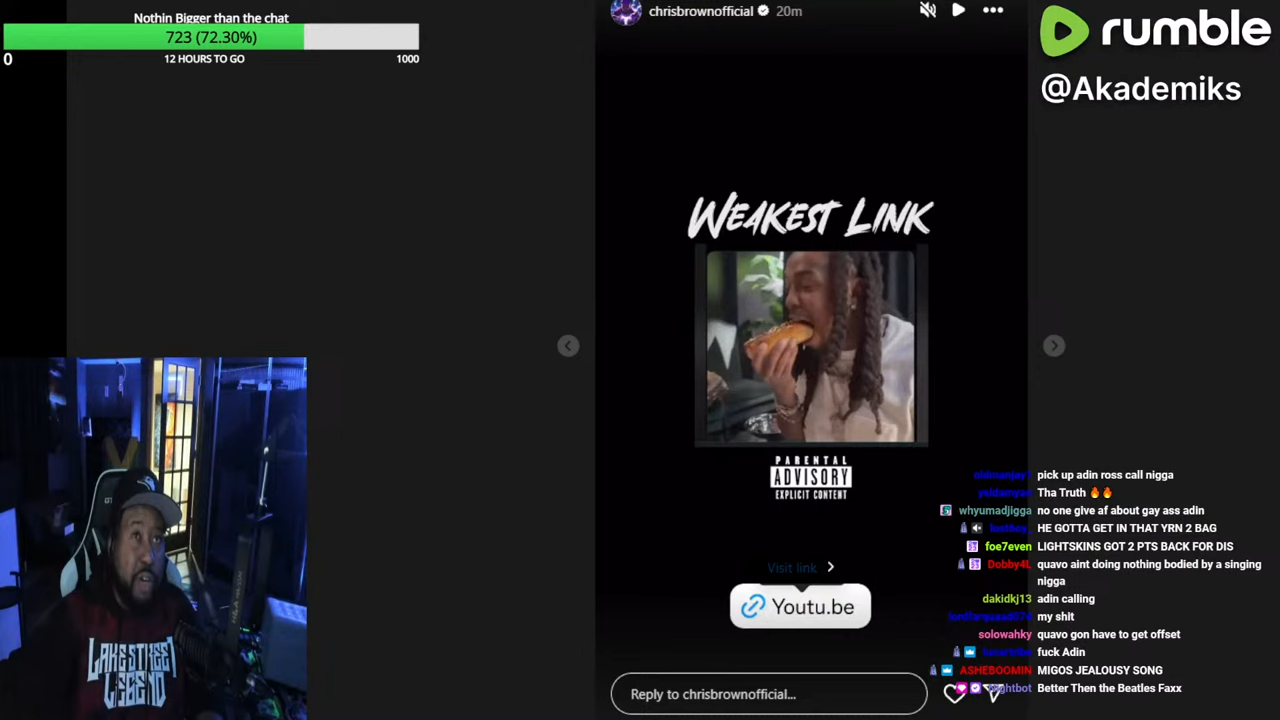 Nothin Bigger than the chat
723 (72.30%)
0
12 HOURS TO GO
1000
chrisbrownofficial
20m
rumble
@Akademiks
WEAKEST LINK
PARENTAL
ADVISORY
EXPLICIT CONTENT
Visit link
Youtu.be
Reply to chrisbrownofficial...
LAKE STREET
LEGEND
pick up adin ross call nigga
Tha Truth 🔥🔥
whyumadjigga no one give af about gay ass adin
HE GOTTA GET IN THAT YRN 2 BAG
foe7even LIGHTSKINS GOT 2 PTS BACK FOR DIS
Dobby4L quavo aint doing nothing bodied by a singing
nigga
dakidkj13 adin calling
my shit
solowahky quavo gon have to get offset
fuck Adin
ASHEBOOMIN MIGOS JEALOUSY SONG
Nightbot Better Then the Beatles Faxx